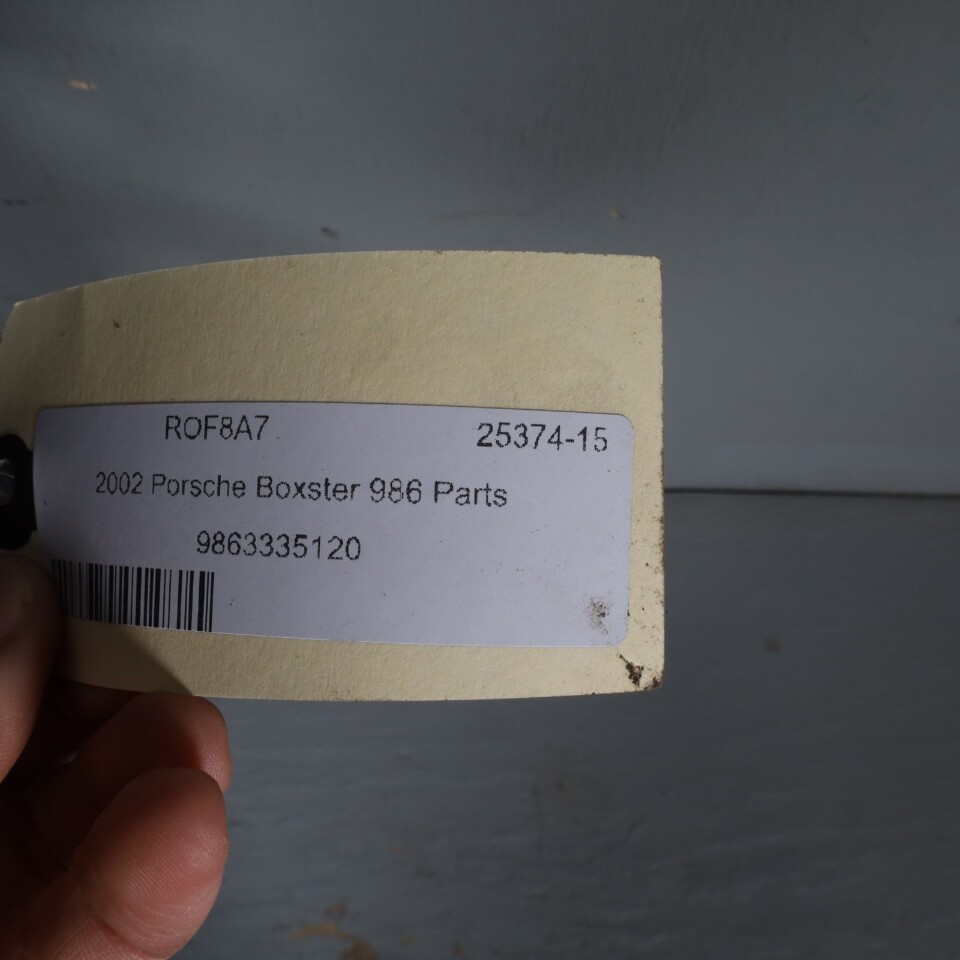 ROF8A7 25374-15
2002 Porsche Boxster 986 Parts
9863335120